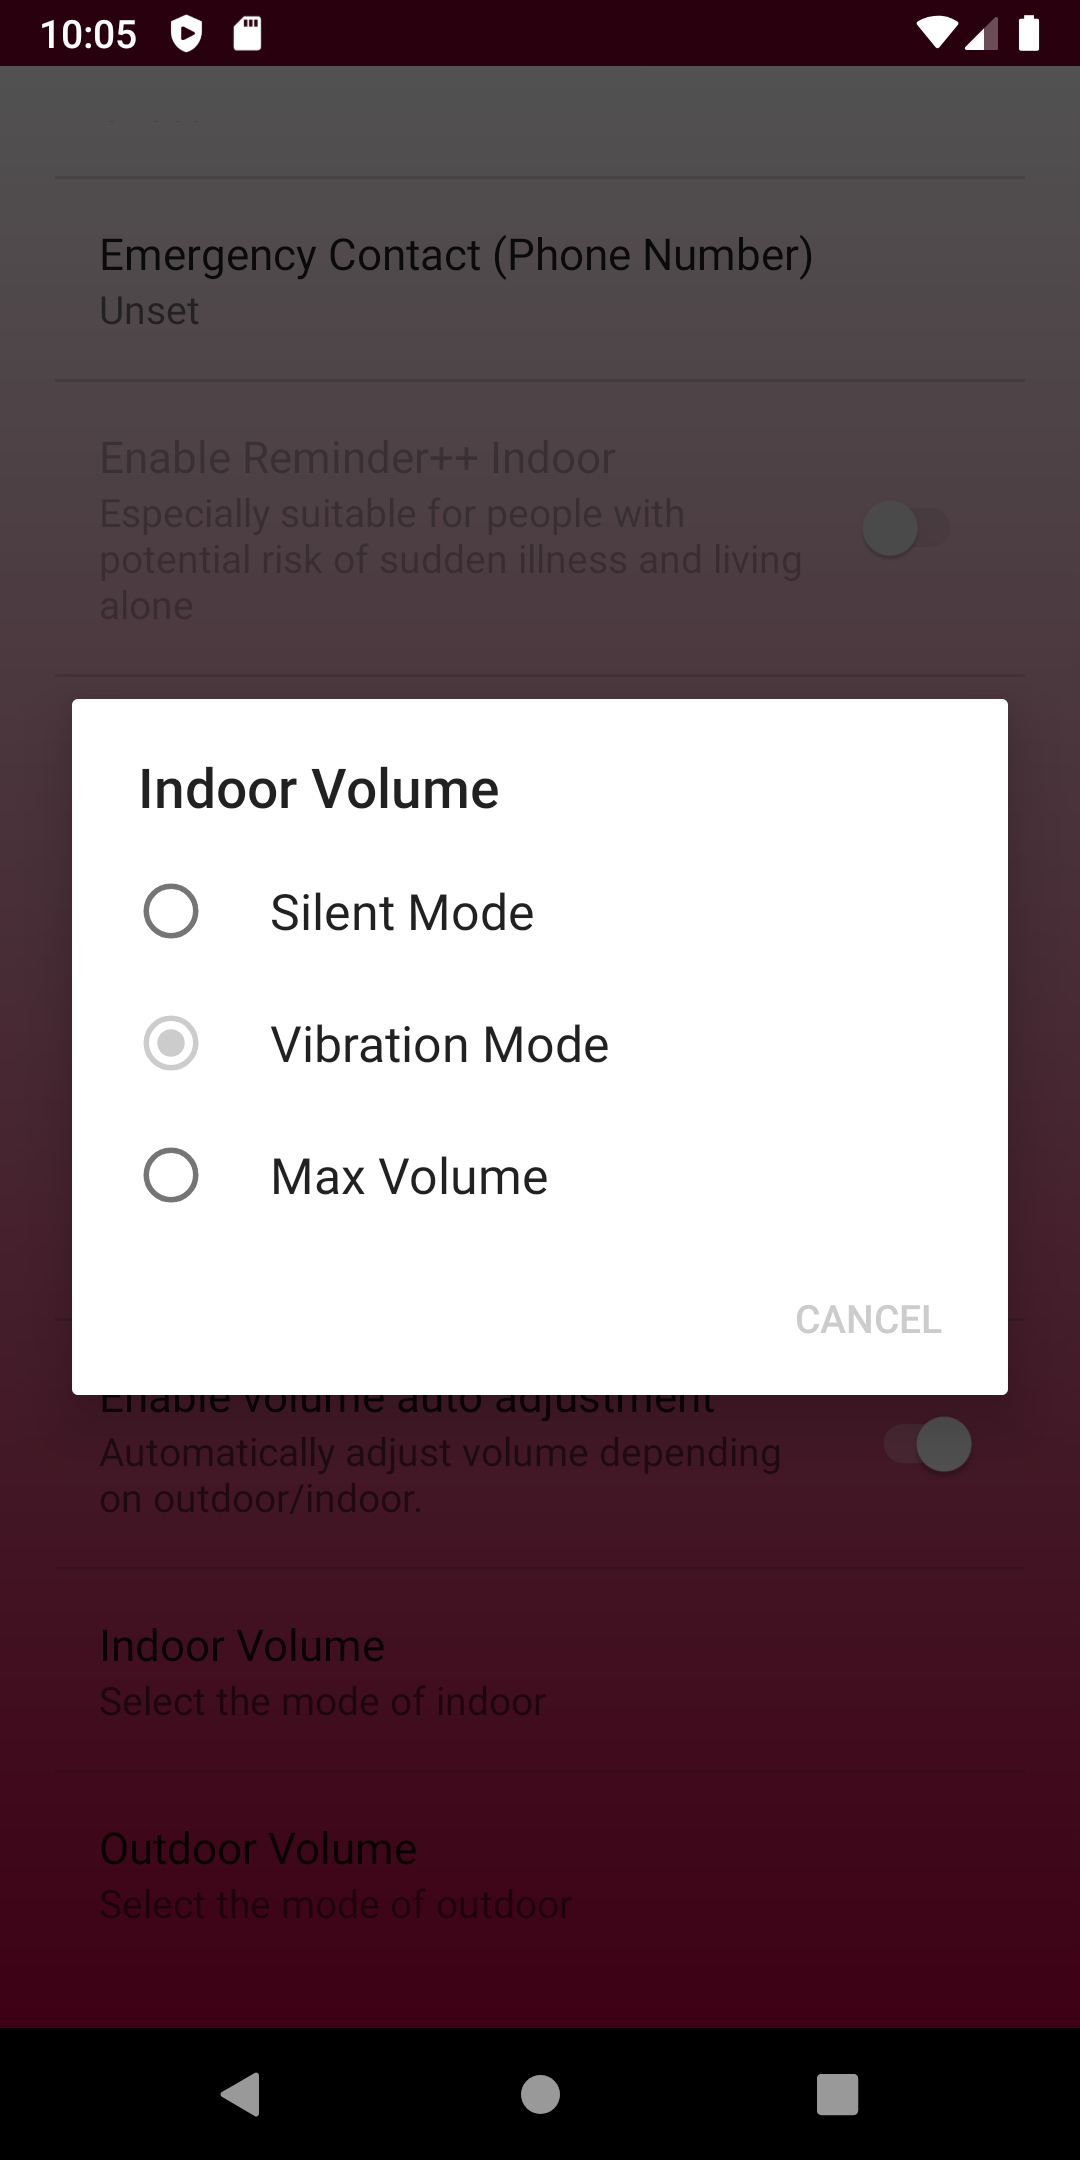 10:05
Emergency Contact (Phone Number)
Unset
Enable Reminder++ Indoor
Especially suitable for people with
potential risk of sudden illness and living
alone
Indoor Volume
Silent Mode
Vibration Mode
Max Volume
CANCEL
Enable volume auto adjustment
Automatically adjust volume depending
on outdoor/indoor.
Indoor Volume
Select the mode of indoor
Outdoor Volume
Select the mode of outdoor